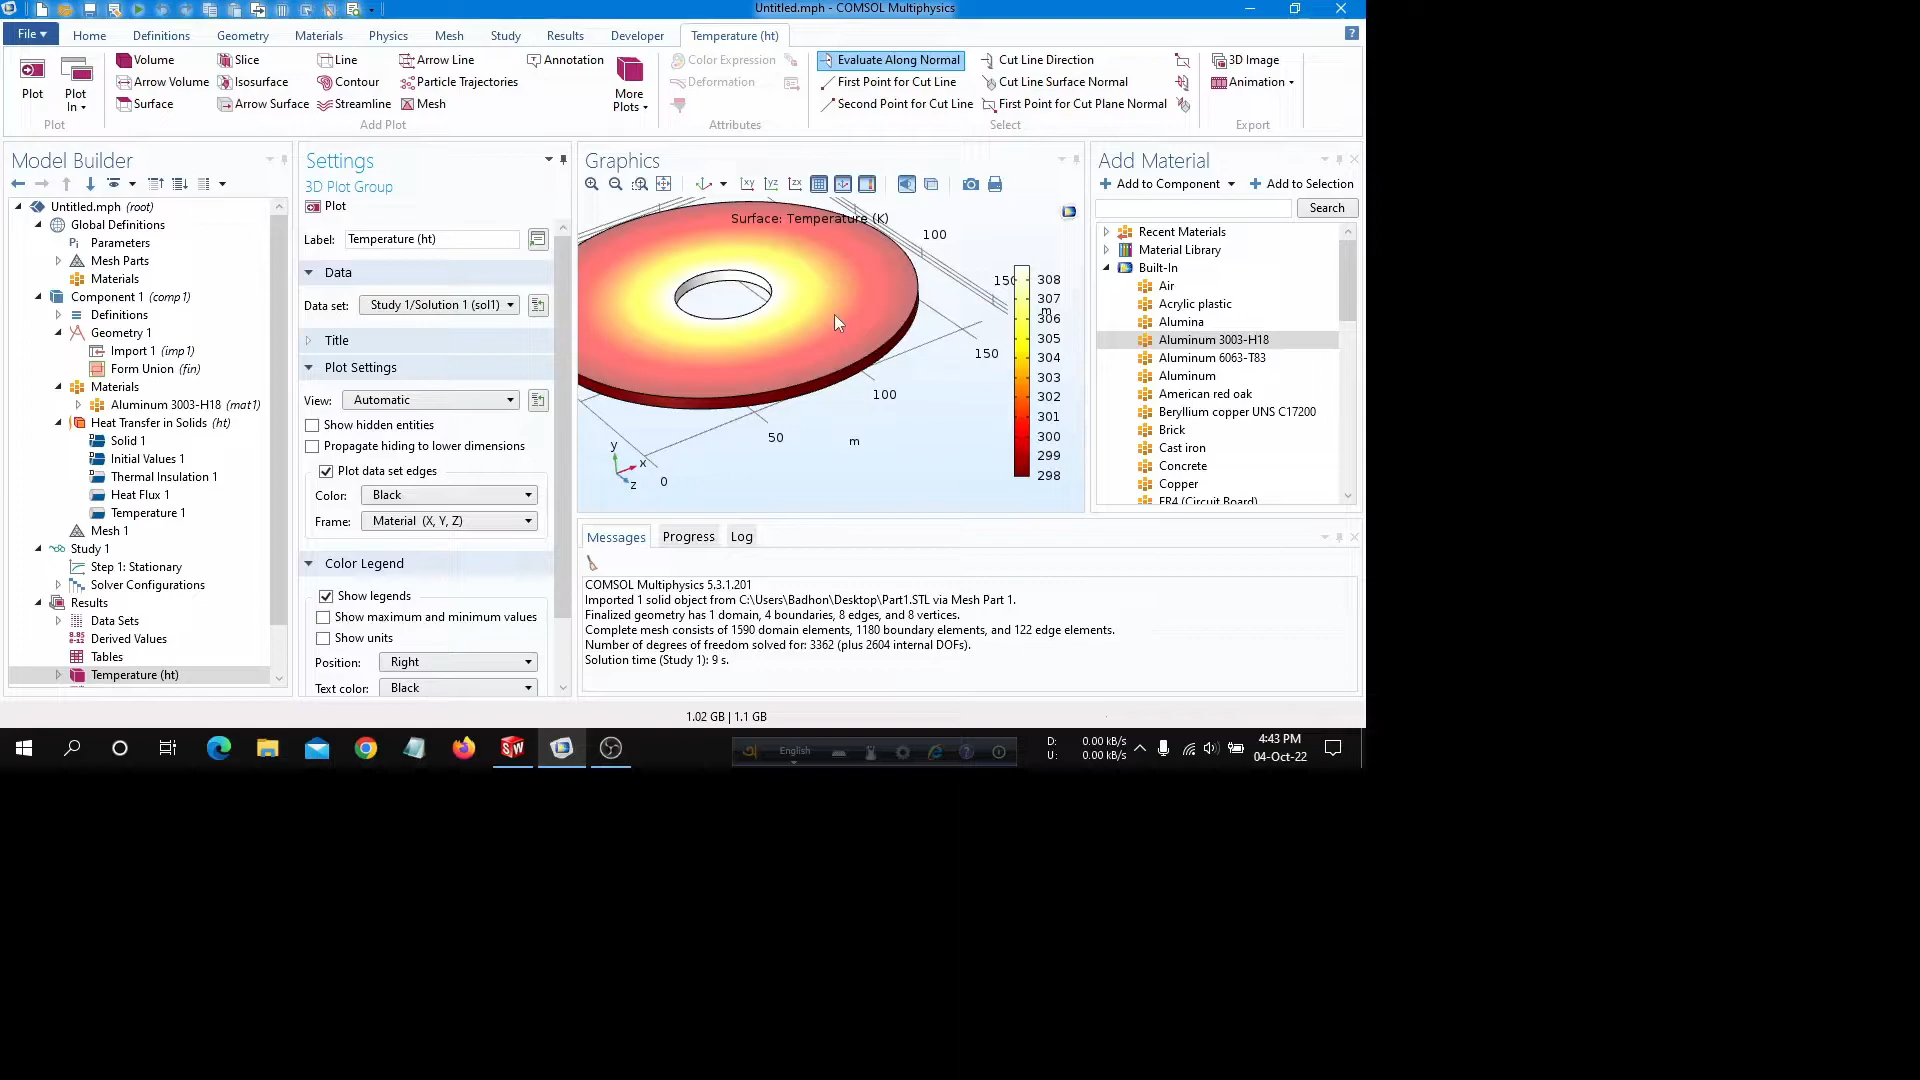 Untitled.mph - COMSOL Multiphysics
File ▾ Home Definitions Geometry Materials Physics Mesh Study Results Developer Temperature (ht)
Plot
Plot In ▾
Plot
Volume
Arrow Volume
Surface
Slice
Isosurface
Arrow Surface
Line
Contour
Streamline
Arrow Line
Particle Trajectories
Mesh
Annotation
More Plots ▾
Add Plot
Color Expression
Deformation
Attributes
Evaluate Along Normal
First Point for Cut Line
Second Point for Cut Line
Cut Line Direction
Cut Line Surface Normal
First Point for Cut Plane Normal
Select
3D Image
Animation ▾
Export
Model Builder
Untitled.mph (root)
Global Definitions
Pi Parameters
Mesh Parts
Materials
Component 1 (comp1)
Definitions
Geometry 1
Import 1 (imp1)
Form Union (fin)
Materials
Aluminum 3003-H18 (mat1)
Heat Transfer in Solids (ht)
Solid 1
Initial Values 1
Thermal Insulation 1
Heat Flux 1
Temperature 1
Mesh 1
Study 1
Step 1: Stationary
Solver Configurations
Results
Data Sets
Derived Values
Tables
Temperature (ht)
Settings
3D Plot Group
Plot
Label: Temperature (ht)
Data
Data set: Study 1/Solution 1 (sol1)
Title
Plot Settings
View: Automatic
Show hidden entities
Propagate hiding to lower dimensions
Plot data set edges
Color: Black
Frame: Material (X, Y, Z)
Color Legend
Show legends
Show maximum and minimum values
Show units
Position: Right
Text color: Black
Graphics
xy yz zx
Surface: Temperature (K)
100
150
m
150
100
50
m
0
y
x
z
308
307
306
305
304
303
302
301
300
299
298
Messages Progress Log
COMSOL Multiphysics 5.3.1.201
Imported 1 solid object from C:\Users\Badhon\Desktop\Part1.STL via Mesh Part 1.
Finalized geometry has 1 domain, 4 boundaries, 8 edges, and 8 vertices.
Complete mesh consists of 1590 domain elements, 1180 boundary elements, and 122 edge elements.
Number of degrees of freedom solved for: 3362 (plus 2604 internal DOFs).
Solution time (Study 1): 9 s.
Add Material
Add to Component ▾ Add to Selection
Search
Recent Materials
Material Library
Built-In
Air
Acrylic plastic
Alumina
Aluminum 3003-H18
Aluminum 6063-T83
Aluminum
American red oak
Beryllium copper UNS C17200
Brick
Cast iron
Concrete
Copper
FR4 (Circuit Board)
1.02 GB | 1.1 GB
English
D: 0.00 kB/s
U: 0.00 kB/s
4:43 PM
04-Oct-22